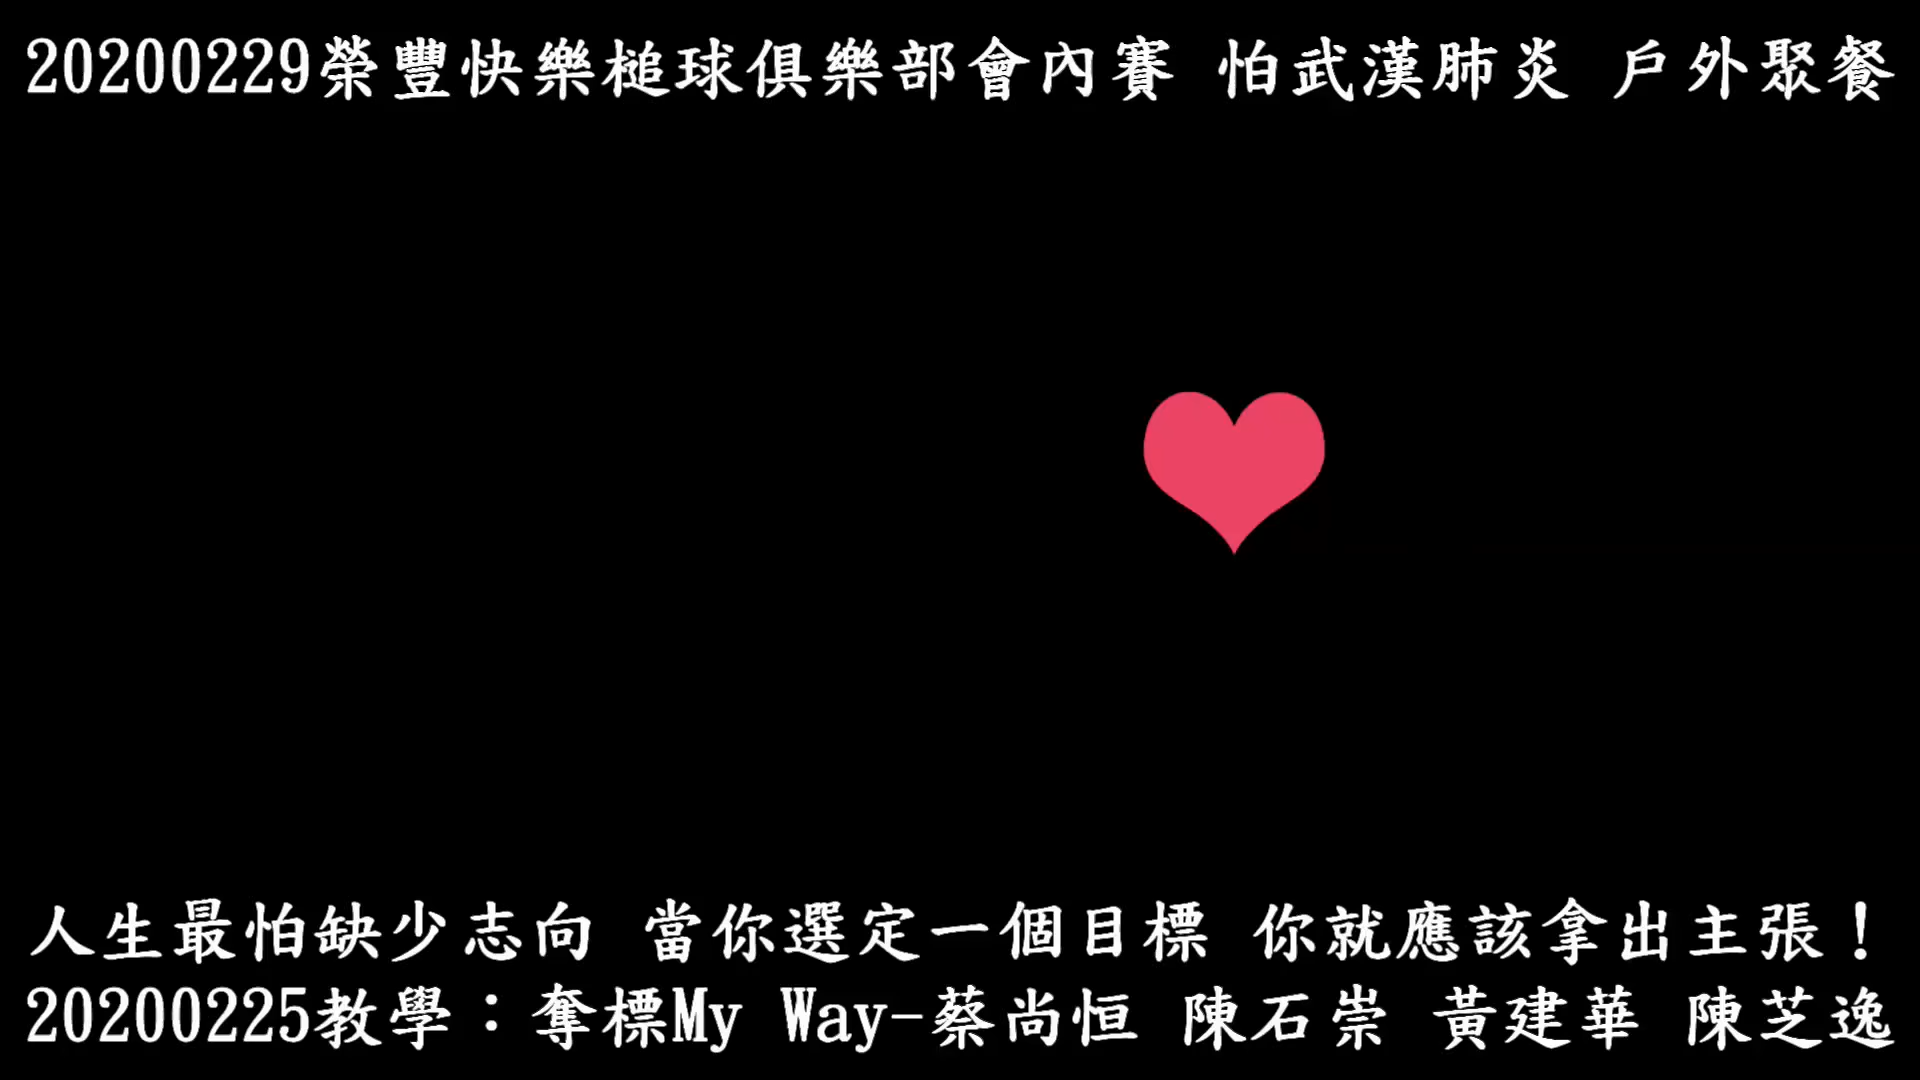 20200229榮豐快樂槌球俱樂部會內賽 怕武漢肺炎 戶外聚餐
人生最怕缺少志向 當你選定一個目標 你就應該拿出主張！
20200225教學：奪標My Way-蔡尚恒 陳石崇 黃建華 陳芝逸